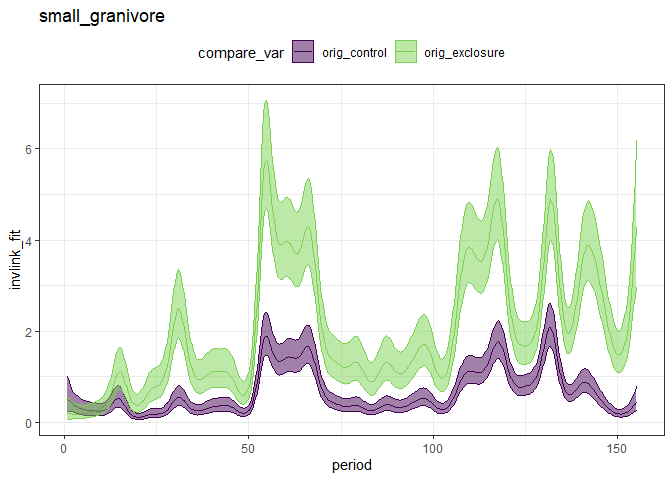 small_granivore
compare_var orig_control orig_exclosure
6
4
2
0
invlink_fit
0 50 100 150
period